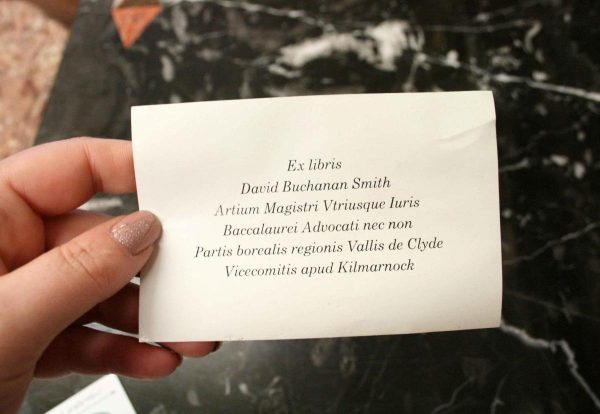 Ex libris
David Buchanan Smith
Artium Magistri Vtriusque Iuris
Baccalaurei Advocati nec non
Partis borealis regionis Vallis de Clyde
Vicecomitis apud Kilmarnock